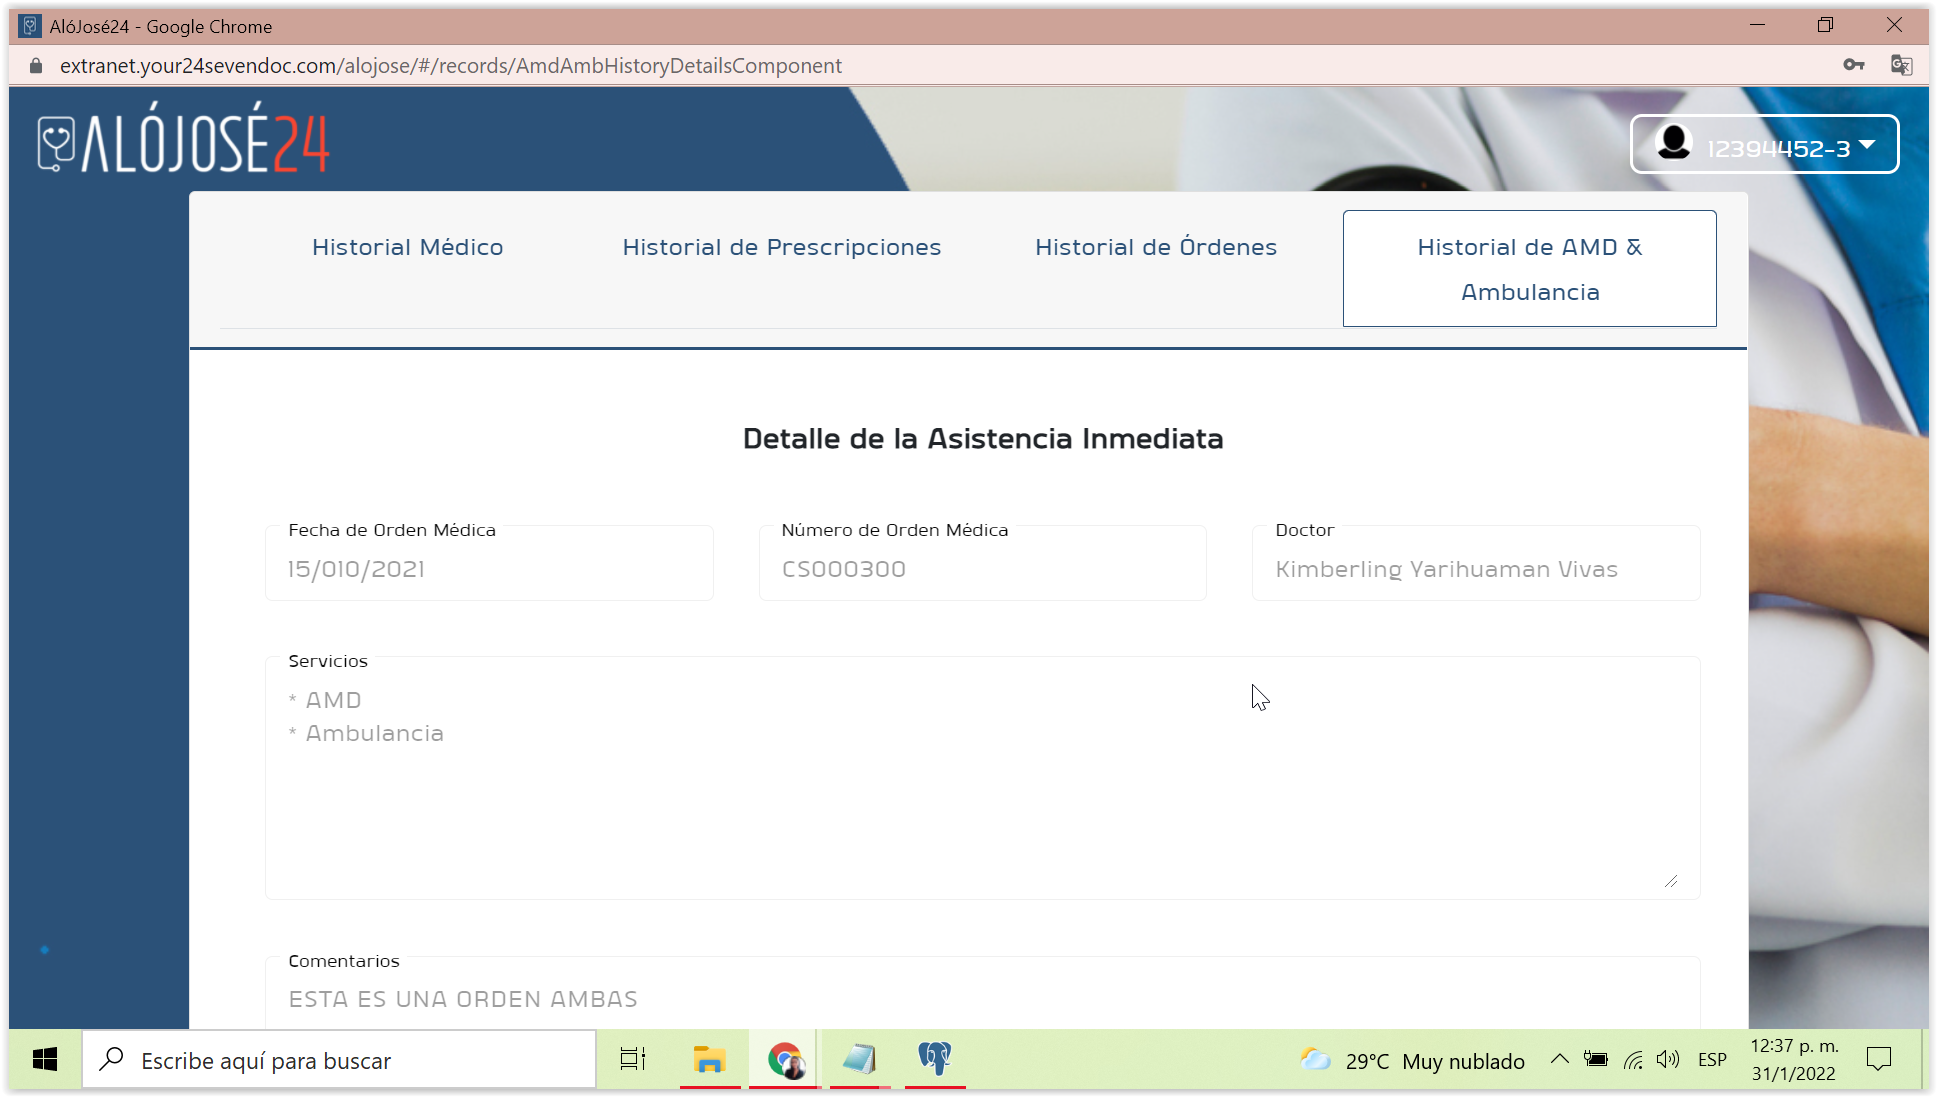 AlóJosé24 - Google Chrome
extranet.your24sevendoc.com/alojose/#/records/AmdAmbHistoryDetailsComponent
ALÓJOSÉ24
12394452-3
Historial Médico
Historial de Prescripciones
Historial de Órdenes
Historial de AMD &
Ambulancia
Detalle de la Asistencia Inmediata
Fecha de Orden Médica
15/010/2021
Número de Orden Médica
CS000300
Doctor
Kimberling Yarihuaman Vivas
Servicios
* AMD
* Ambulancia
Comentarios
ESTA ES UNA ORDEN AMBAS
Escribe aquí para buscar
29°C Muy nublado
ESP
12:37 p. m.
31/1/2022